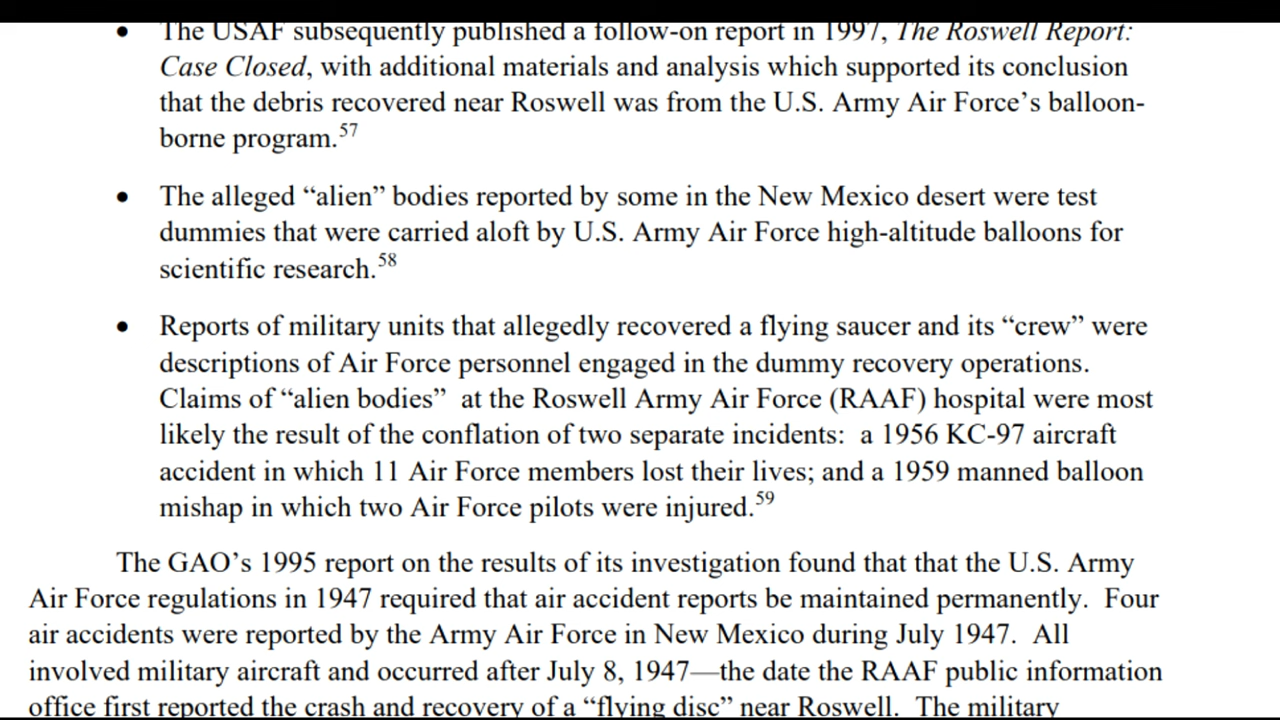 • The USAF subsequently published a follow-on report in 1997, The Roswell Report:
Case Closed, with additional materials and analysis which supported its conclusion
that the debris recovered near Roswell was from the U.S. Army Air Force’s balloon-
borne program.57
• The alleged “alien” bodies reported by some in the New Mexico desert were test
dummies that were carried aloft by U.S. Army Air Force high-altitude balloons for
scientific research.58
• Reports of military units that allegedly recovered a flying saucer and its “crew” were
descriptions of Air Force personnel engaged in the dummy recovery operations.
Claims of “alien bodies”  at the Roswell Army Air Force (RAAF) hospital were most
likely the result of the conflation of two separate incidents:  a 1956 KC-97 aircraft
accident in which 11 Air Force members lost their lives; and a 1959 manned balloon
mishap in which two Air Force pilots were injured.59
The GAO’s 1995 report on the results of its investigation found that that the U.S. Army
Air Force regulations in 1947 required that air accident reports be maintained permanently.  Four
air accidents were reported by the Army Air Force in New Mexico during July 1947.  All
involved military aircraft and occurred after July 8, 1947—the date the RAAF public information
office first reported the crash and recovery of a “flying disc” near Roswell.  The military